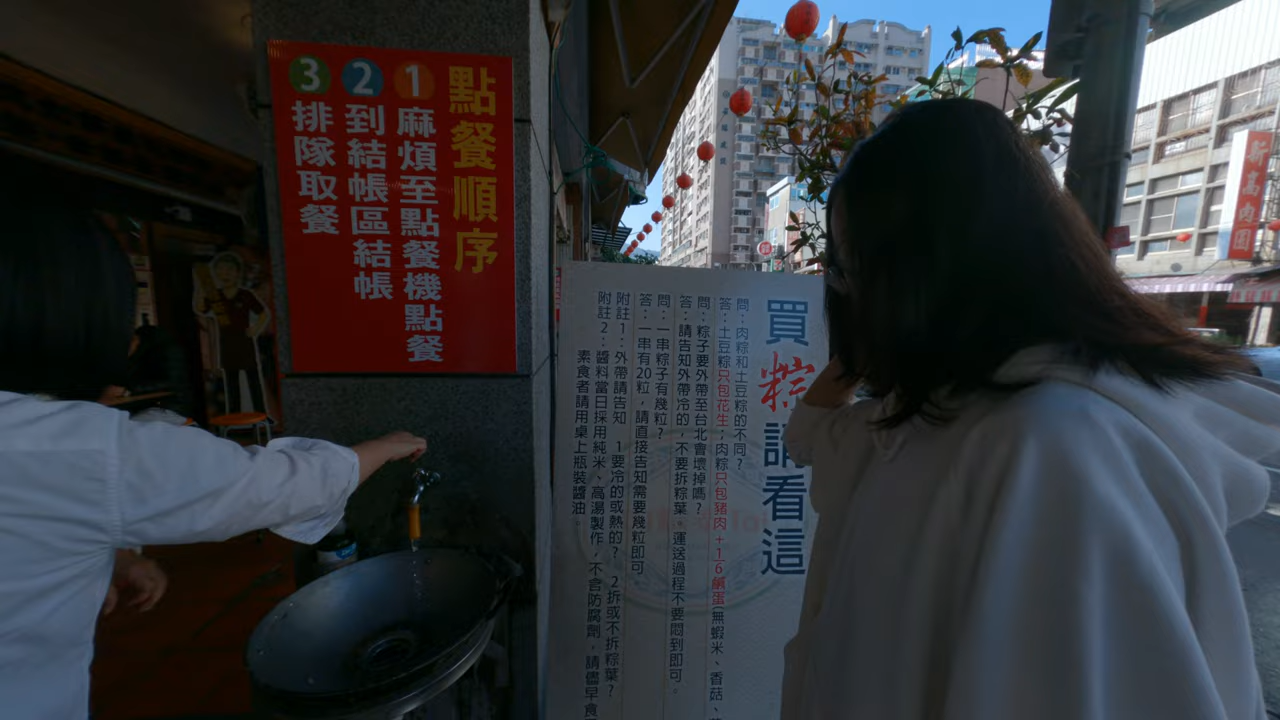 點餐順序
1麻煩至點餐機點餐
2到結帳區結帳
3排隊取餐
買粽請看這
問：肉粽和土豆粽的不同？
答：土豆粽只包花生；肉粽只包豬肉+1⁄6鹹蛋(無蝦米、香菇、
問：粽子要外帶至台北會壞掉嗎？
答：請告知外帶冷的，不要拆粽葉。運送過程不要悶到即可。
問：一串粽子有幾粒？
答：一串有20粒，請直接告知需要幾粒即可
附註1：外帶請告知 1要冷的或熱的？ 2拆或不拆粽葉？
附註2：醬料當日採用純米、高湯製作，不含防腐劑，請儘早食
素食者請用桌上瓶裝醬油。
新高肉圓